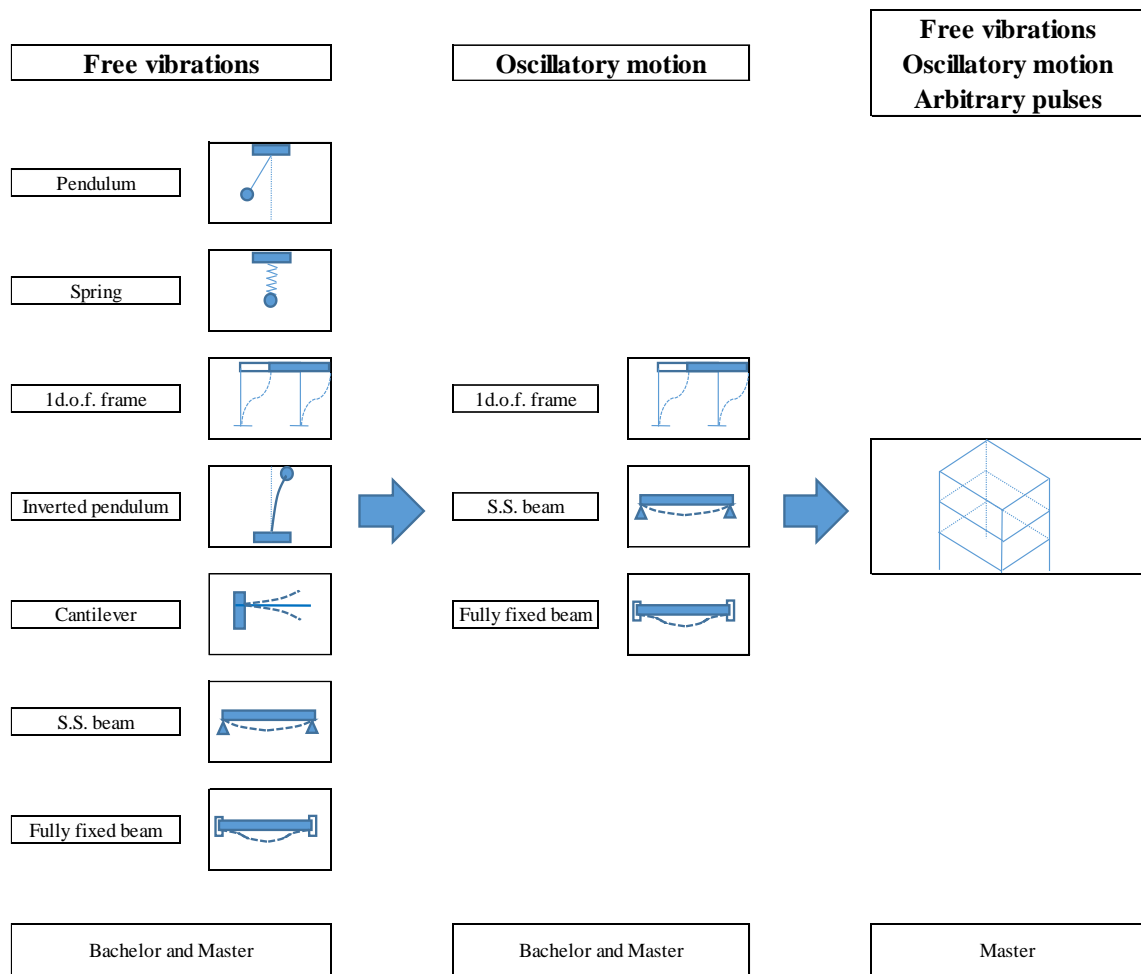 Free vibrations
Oscillatory motion
Free vibrations
Oscillatory motion
Arbitrary pulses
Pendulum
Spring
1d.o.f. frame
1d.o.f. frame
Inverted pendulum
S.S. beam
Cantilever
Fully fixed beam
S.S. beam
Fully fixed beam
Bachelor and Master
Bachelor and Master
Master